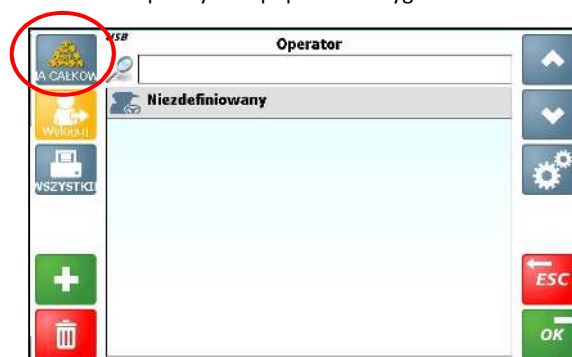 USB
Operator
A CAŁKOW
Niezdefiniowany
Wyloguj
WSZYSTKI
ESC
OK